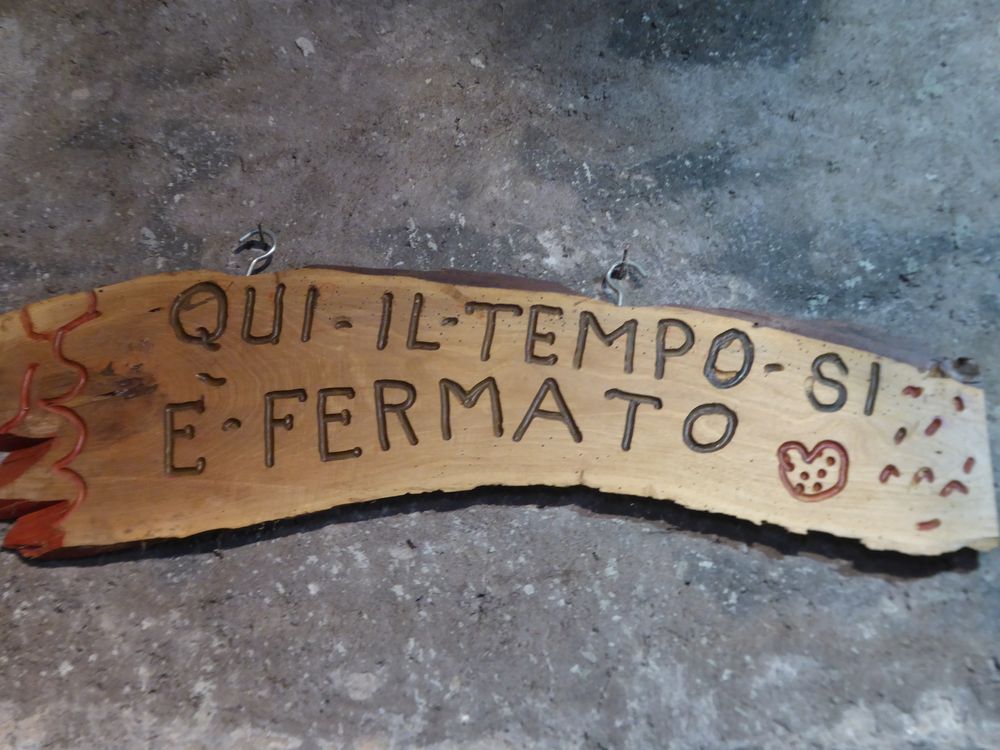 QUI - IL - TEMPO - SI
È - FERMATO